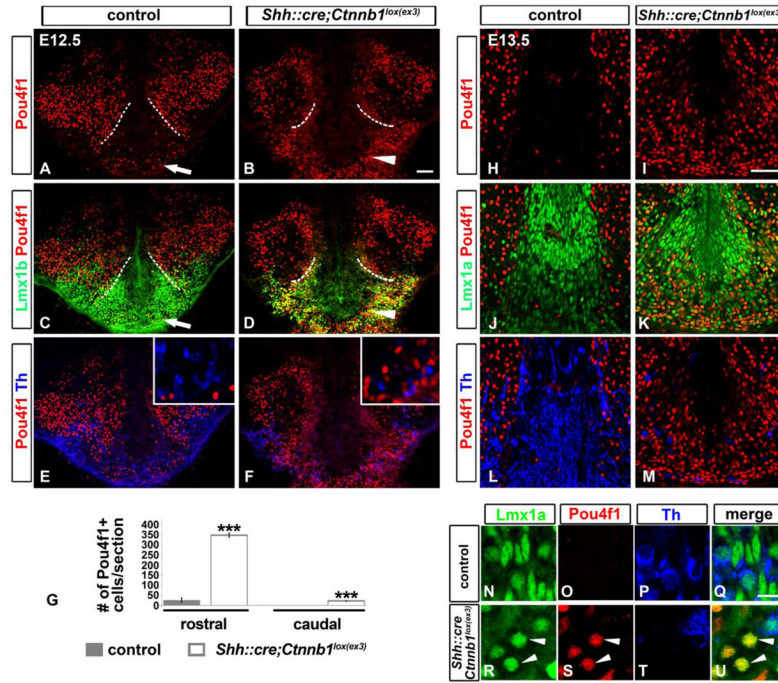 control
Shh::cre;Ctnnb1lox(ex3)
control
Shh::cre;Ctnnb1lox(ex3)
Pou4f1
E12.5
A
B
Pou4f1
E13.5
H
I
Lmx1b Pou4f1
C
D
Lmx1a Pou4f1
J
K
Pou4f1 Th
E
F
Pou4f1 Th
L
M
G
# of Pou4f1+
cells/section
400
350
300
250
200
150
100
50
0
***
***
rostral
caudal
control
Shh::cre;Ctnnb1lox(ex3)
Lmx1a
Pou4f1
Th
merge
control
N
O
P
Q
Shh::cre
Ctnnb1lox(ex3)
R
S
T
U